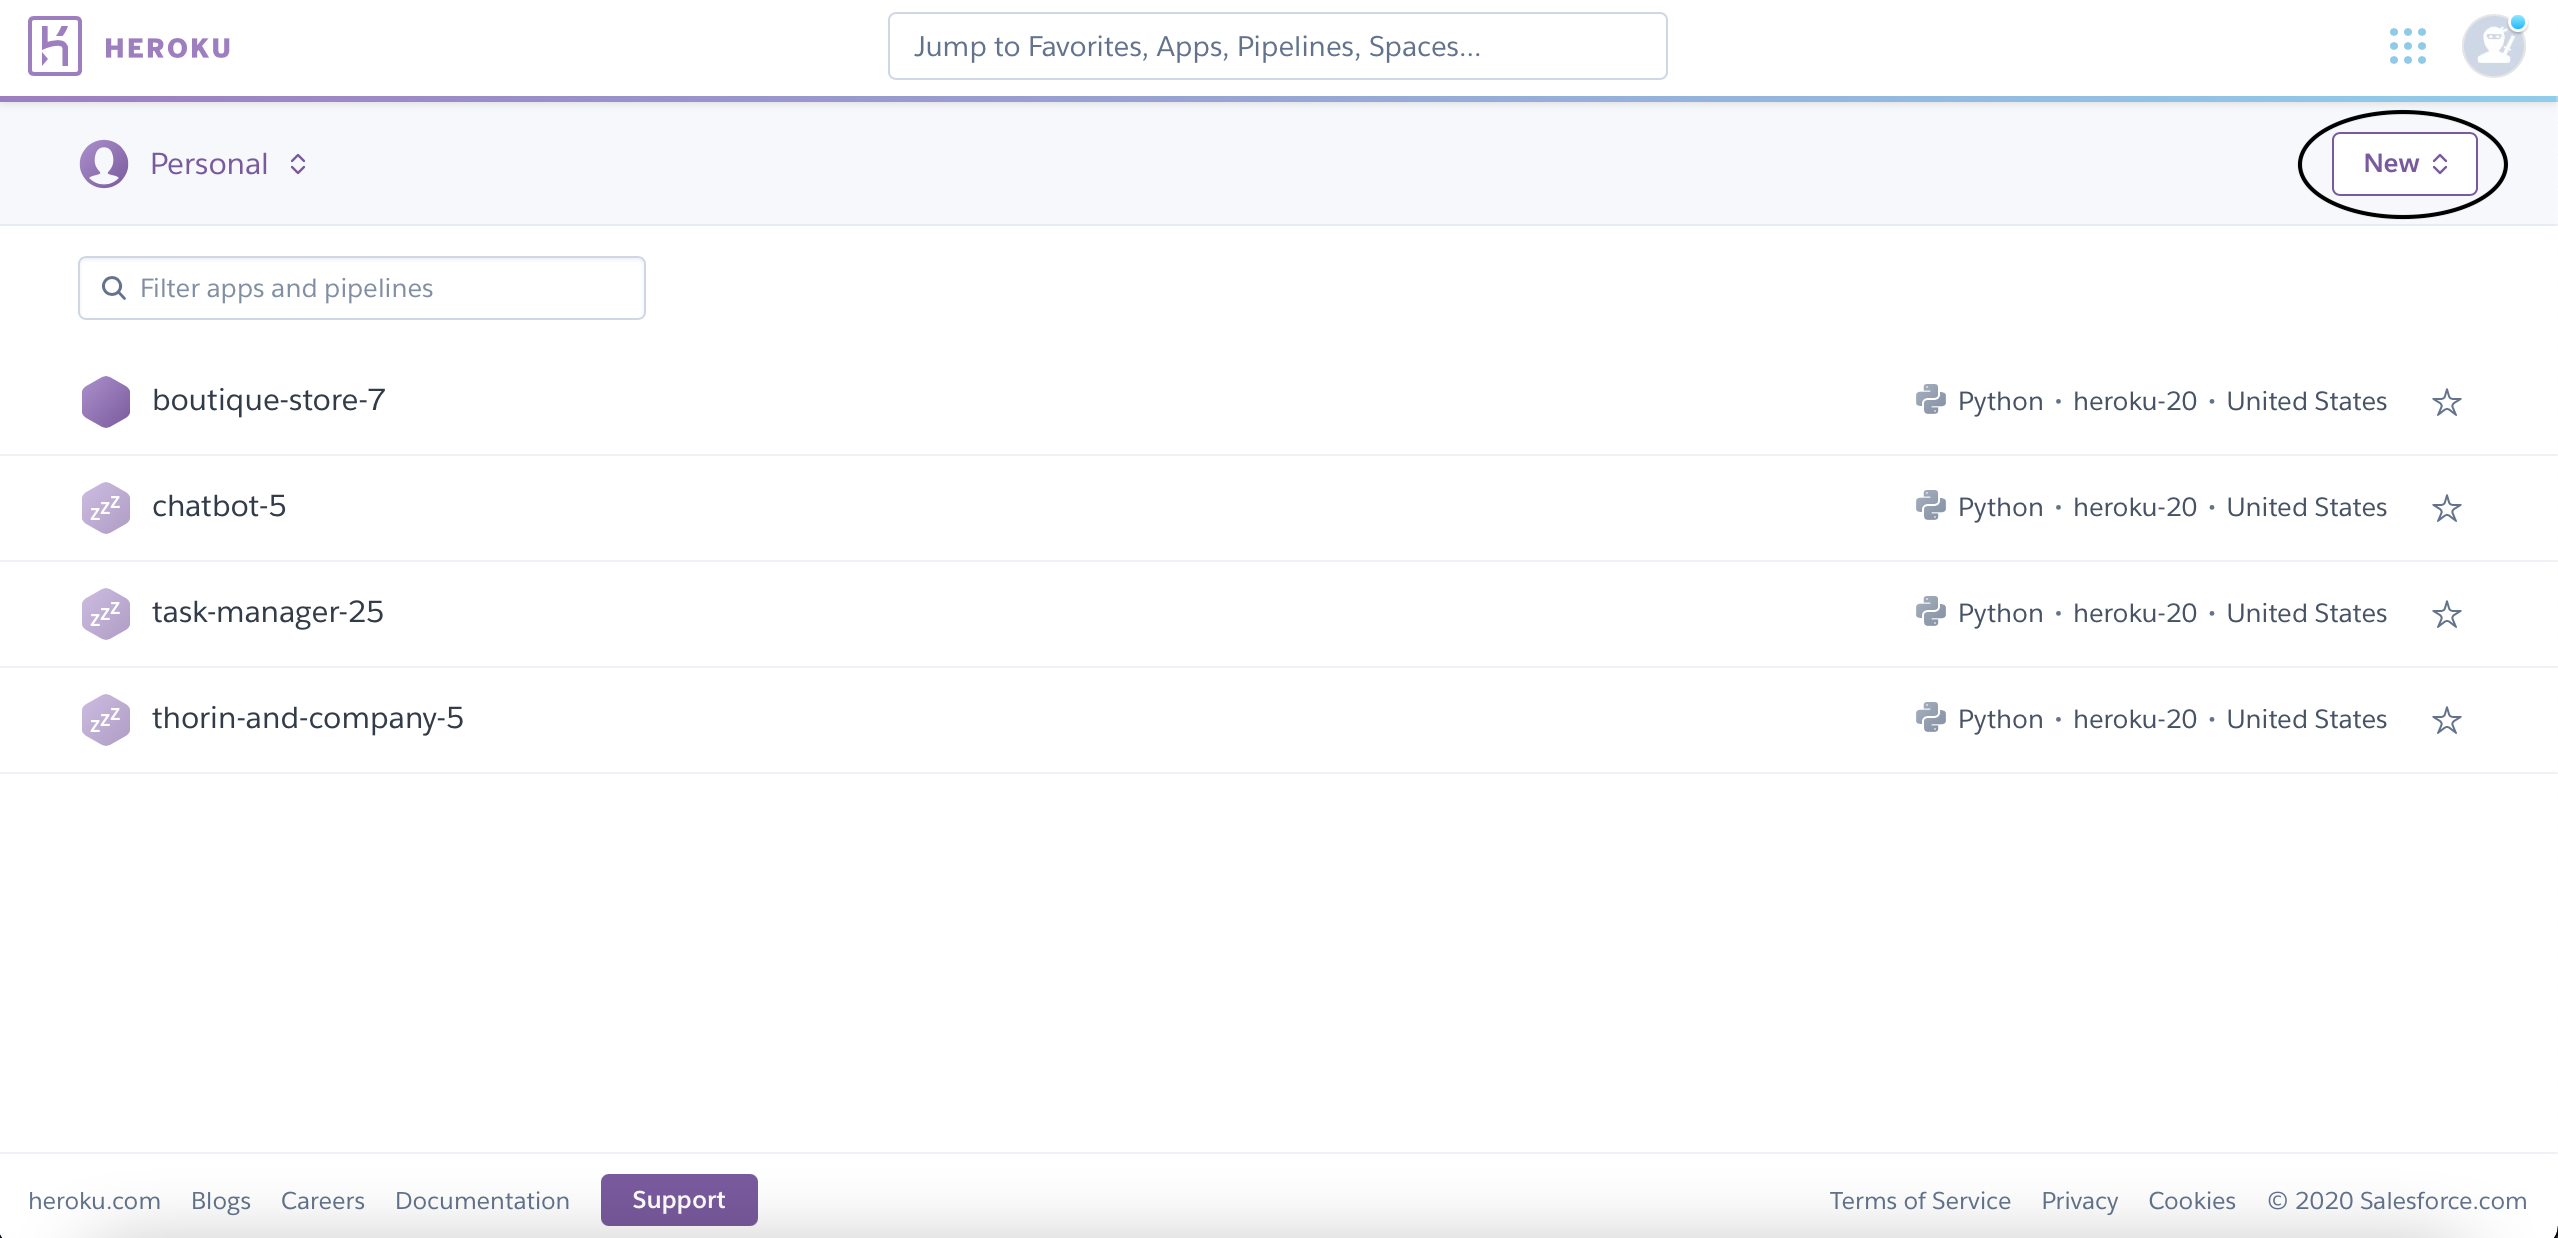 HEROKU
Jump to Favorites, Apps, Pipelines, Spaces...
Personal
New
Filter apps and pipelines
boutique-store-7 Python • heroku-20 • United States
zzZ chatbot-5 Python • heroku-20 • United States
zzZ task-manager-25 Python • heroku-20 • United States
zzZ thorin-and-company-5 Python • heroku-20 • United States
heroku.com Blogs Careers Documentation Support Terms of Service Privacy Cookies © 2020 Salesforce.com